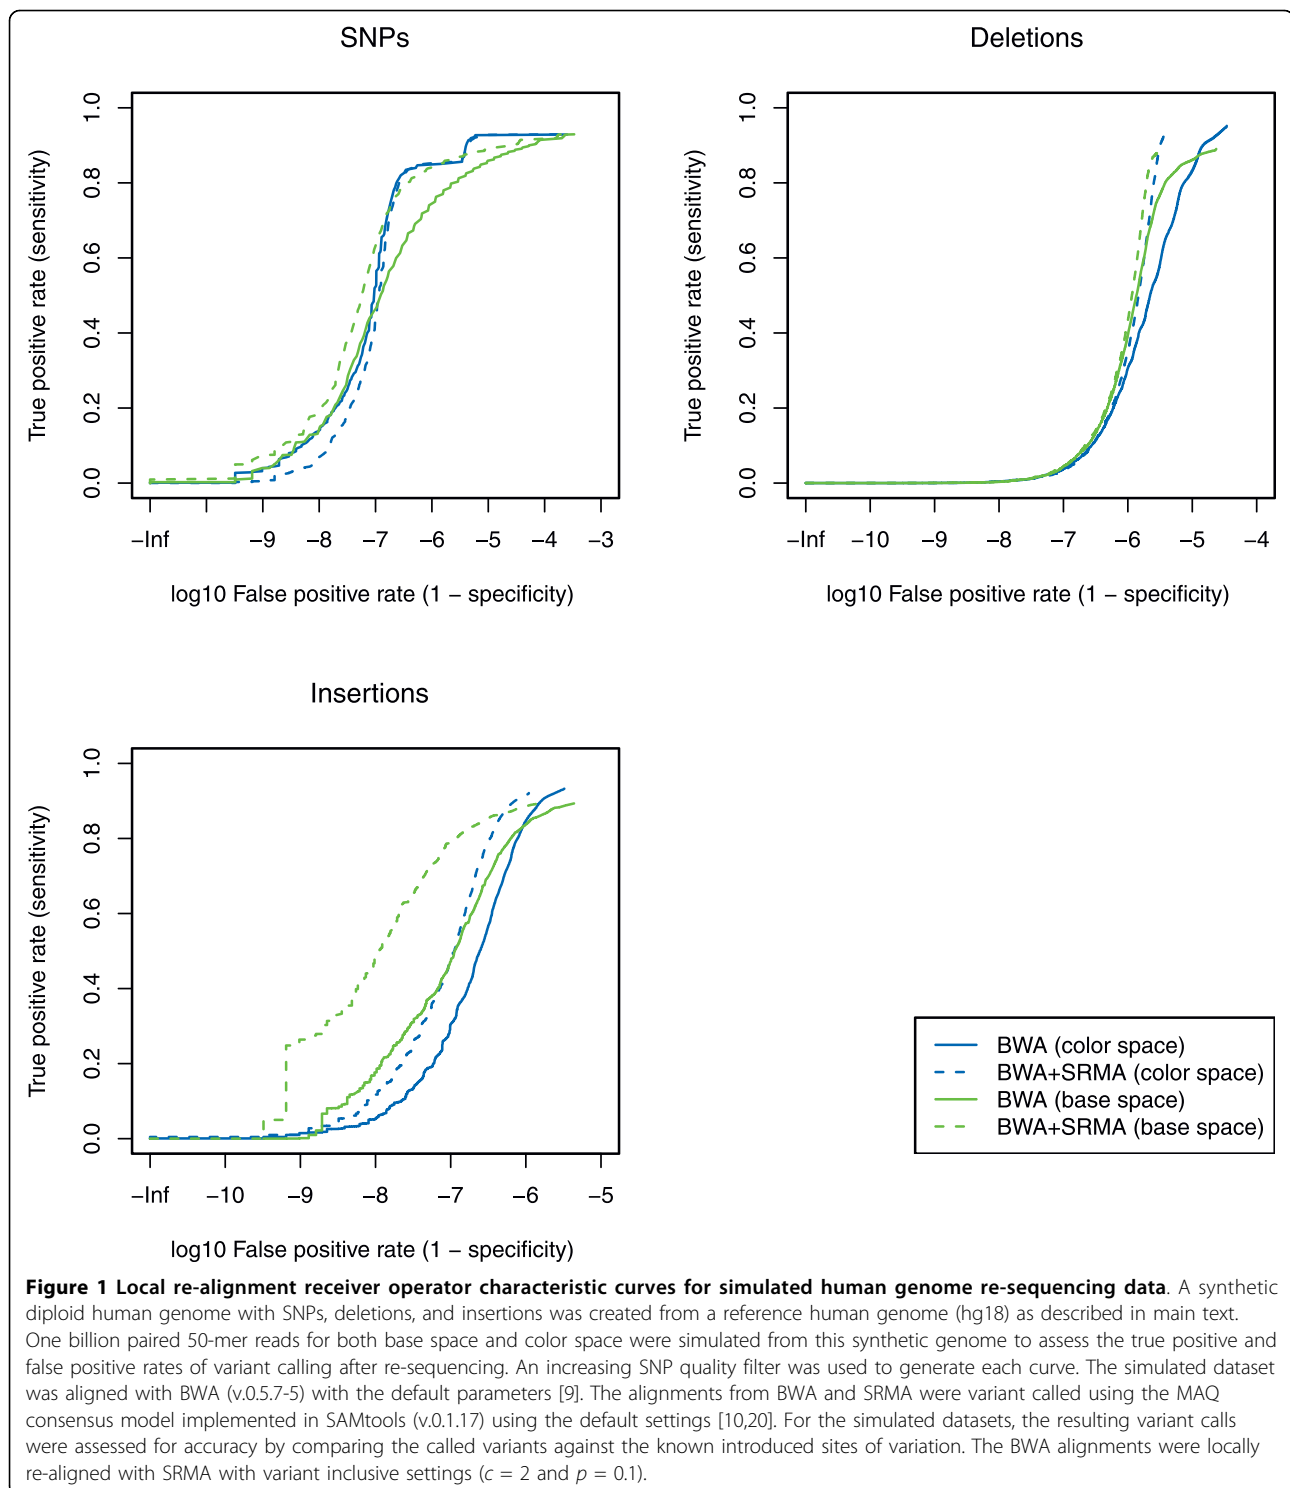 SNPs
True positive rate (sensitivity)
1.0
0.8
0.6
0.4
0.2
0.0
−Inf −9 −8 −7 −6 −5 −4 −3
log10 False positive rate (1 − specificity)
Deletions
True positive rate (sensitivity)
1.0
0.8
0.6
0.4
0.2
0.0
−Inf −10 −9 −8 −7 −6 −5 −4
log10 False positive rate (1 − specificity)
Insertions
True positive rate (sensitivity)
1.0
0.8
0.6
0.4
0.2
0.0
−Inf −10 −9 −8 −7 −6 −5
log10 False positive rate (1 − specificity)
BWA (color space)
BWA+SRMA (color space)
BWA (base space)
BWA+SRMA (base space)
Figure 1 Local re-alignment receiver operator characteristic curves for simulated human genome re-sequencing data. A synthetic
diploid human genome with SNPs, deletions, and insertions was created from a reference human genome (hg18) as described in main text.
One billion paired 50-mer reads for both base space and color space were simulated from this synthetic genome to assess the true positive and
false positive rates of variant calling after re-sequencing. An increasing SNP quality filter was used to generate each curve. The simulated dataset
was aligned with BWA (v.0.5.7-5) with the default parameters [9]. The alignments from BWA and SRMA were variant called using the MAQ
consensus model implemented in SAMtools (v.0.1.17) using the default settings [10,20]. For the simulated datasets, the resulting variant calls
were assessed for accuracy by comparing the called variants against the known introduced sites of variation. The BWA alignments were locally
re-aligned with SRMA with variant inclusive settings (c = 2 and p = 0.1).